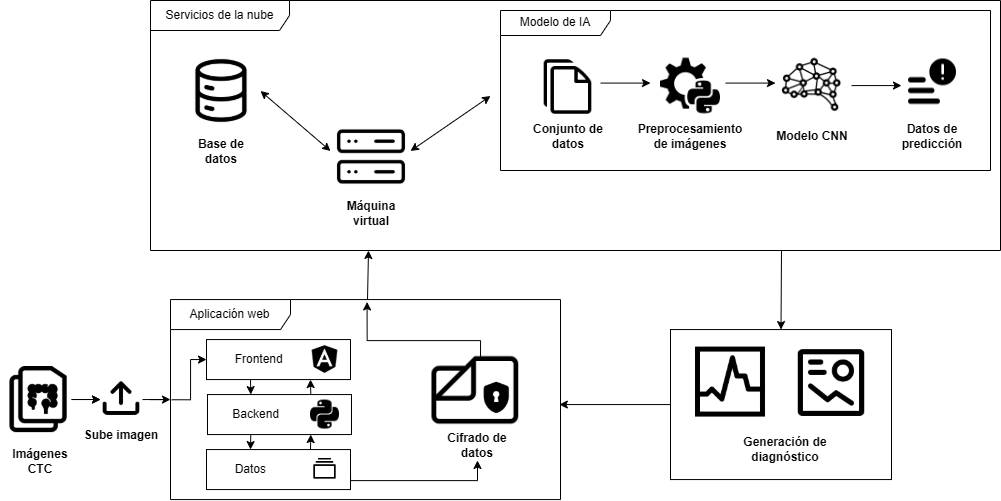 Servicios de la nube
Modelo de IA
Base de
datos
Máquina
virtual
Conjunto de
datos
Preprocesamiento
de imágenes
Modelo CNN
Datos de
predicción
Aplicación web
Frontend
Backend
Datos
Cifrado de
datos
Imágenes
CTC
Sube imagen
Generación de
diagnóstico